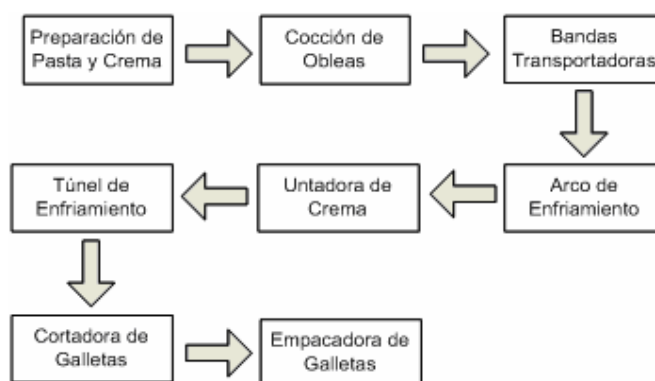 Preparación de
Pasta y Crema
Cocción de
Obleas
Bandas
Transportadoras
Arco de
Enfriamiento
Untadora de
Crema
Túnel de
Enfriamiento
Cortadora de
Galletas
Empacadora de
Galletas